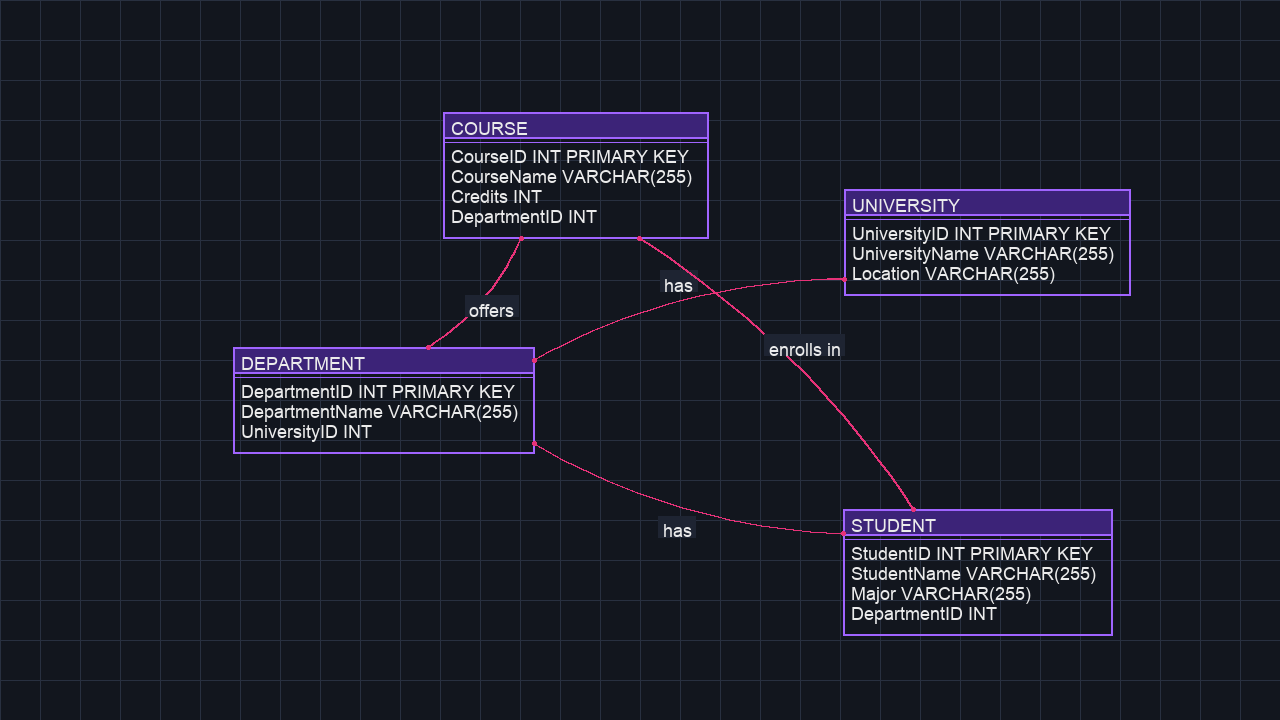 COURSE
CourseID INT PRIMARY KEY
CourseName VARCHAR(255)
Credits INT
DepartmentID INT
UNIVERSITY
UniversityID INT PRIMARY KEY
UniversityName VARCHAR(255)
Location VARCHAR(255)
has
offers
enrolls in
DEPARTMENT
DepartmentID INT PRIMARY KEY
DepartmentName VARCHAR(255)
UniversityID INT
has
STUDENT
StudentID INT PRIMARY KEY
StudentName VARCHAR(255)
Major VARCHAR(255)
DepartmentID INT